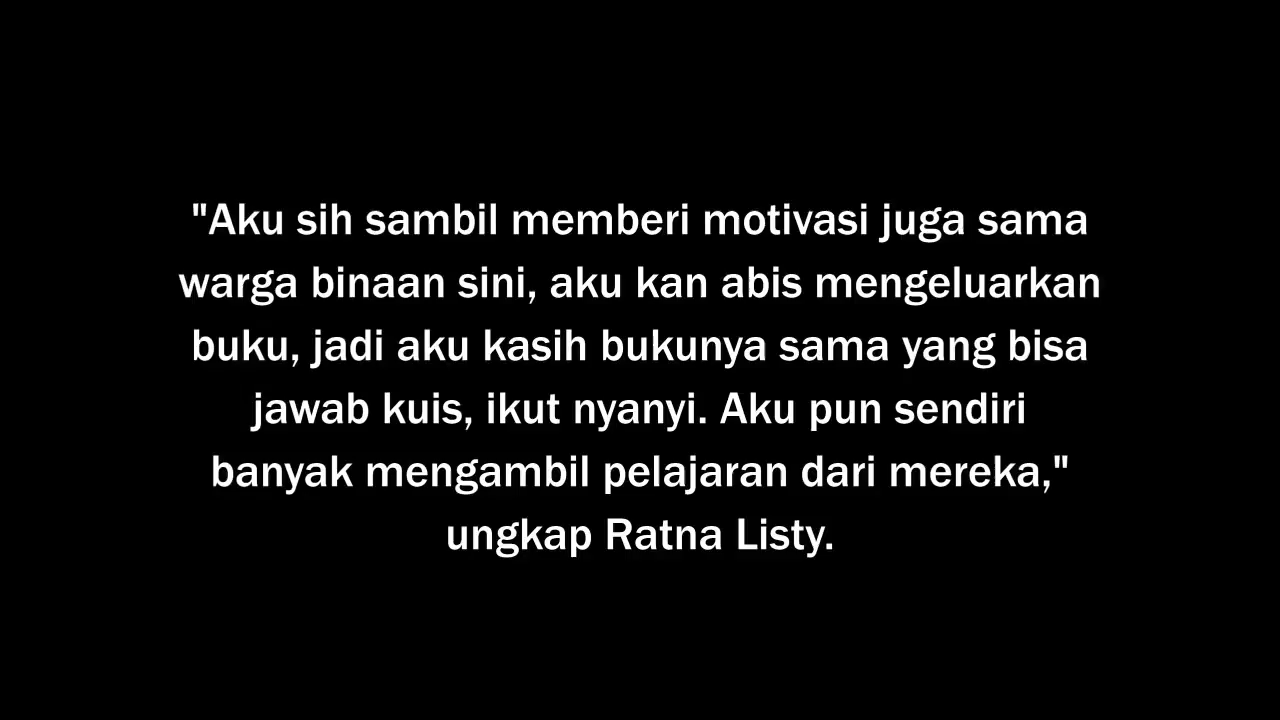 "Aku sih sambil memberi motivasi juga sama
warga binaan sini, aku kan abis mengeluarkan
buku, jadi aku kasih bukunya sama yang bisa
jawab kuis, ikut nyanyi. Aku pun sendiri
banyak mengambil pelajaran dari mereka,"
ungkap Ratna Listy.